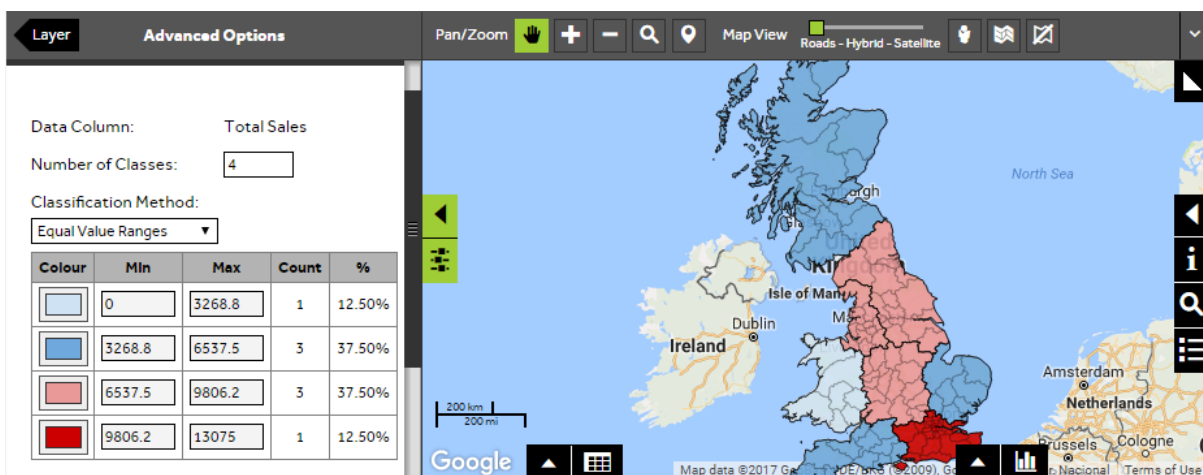 Layer
Advanced Options
Pan/Zoom
Map View
Roads - Hybrid - Satellite
Data Column: Total Sales
Number of Classes: 4
Classification Method:
Equal Value Ranges
Colour Min Max Count %
0 3268.8 1 12.50%
3268.8 6537.5 3 37.50%
6537.5 9806.2 3 37.50%
9806.2 13075 1 12.50%
North Sea
United
Isle of Man
Dublin
Ireland
Amsterdam
Netherlands
Brussels
Cologne
200 km
200 mi
Google
Map data ©2017
(©2009),
Nacional
Terms of Use